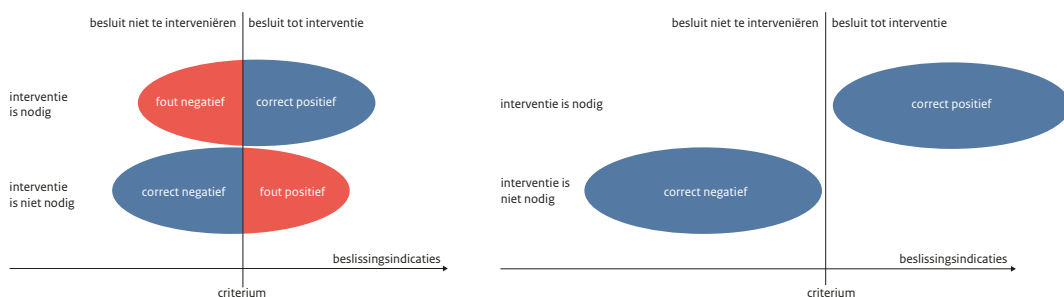 besluit niet te interveniëren
besluit tot interventie
interventie
is nodig
fout negatief
correct positief
interventie
is niet nodig
correct negatief
fout positief
beslissingsindicaties
criterium
besluit niet te interveniëren
besluit tot interventie
interventie is nodig
correct positief
interventie is
niet nodig
correct negatief
beslissingsindicaties
criterium